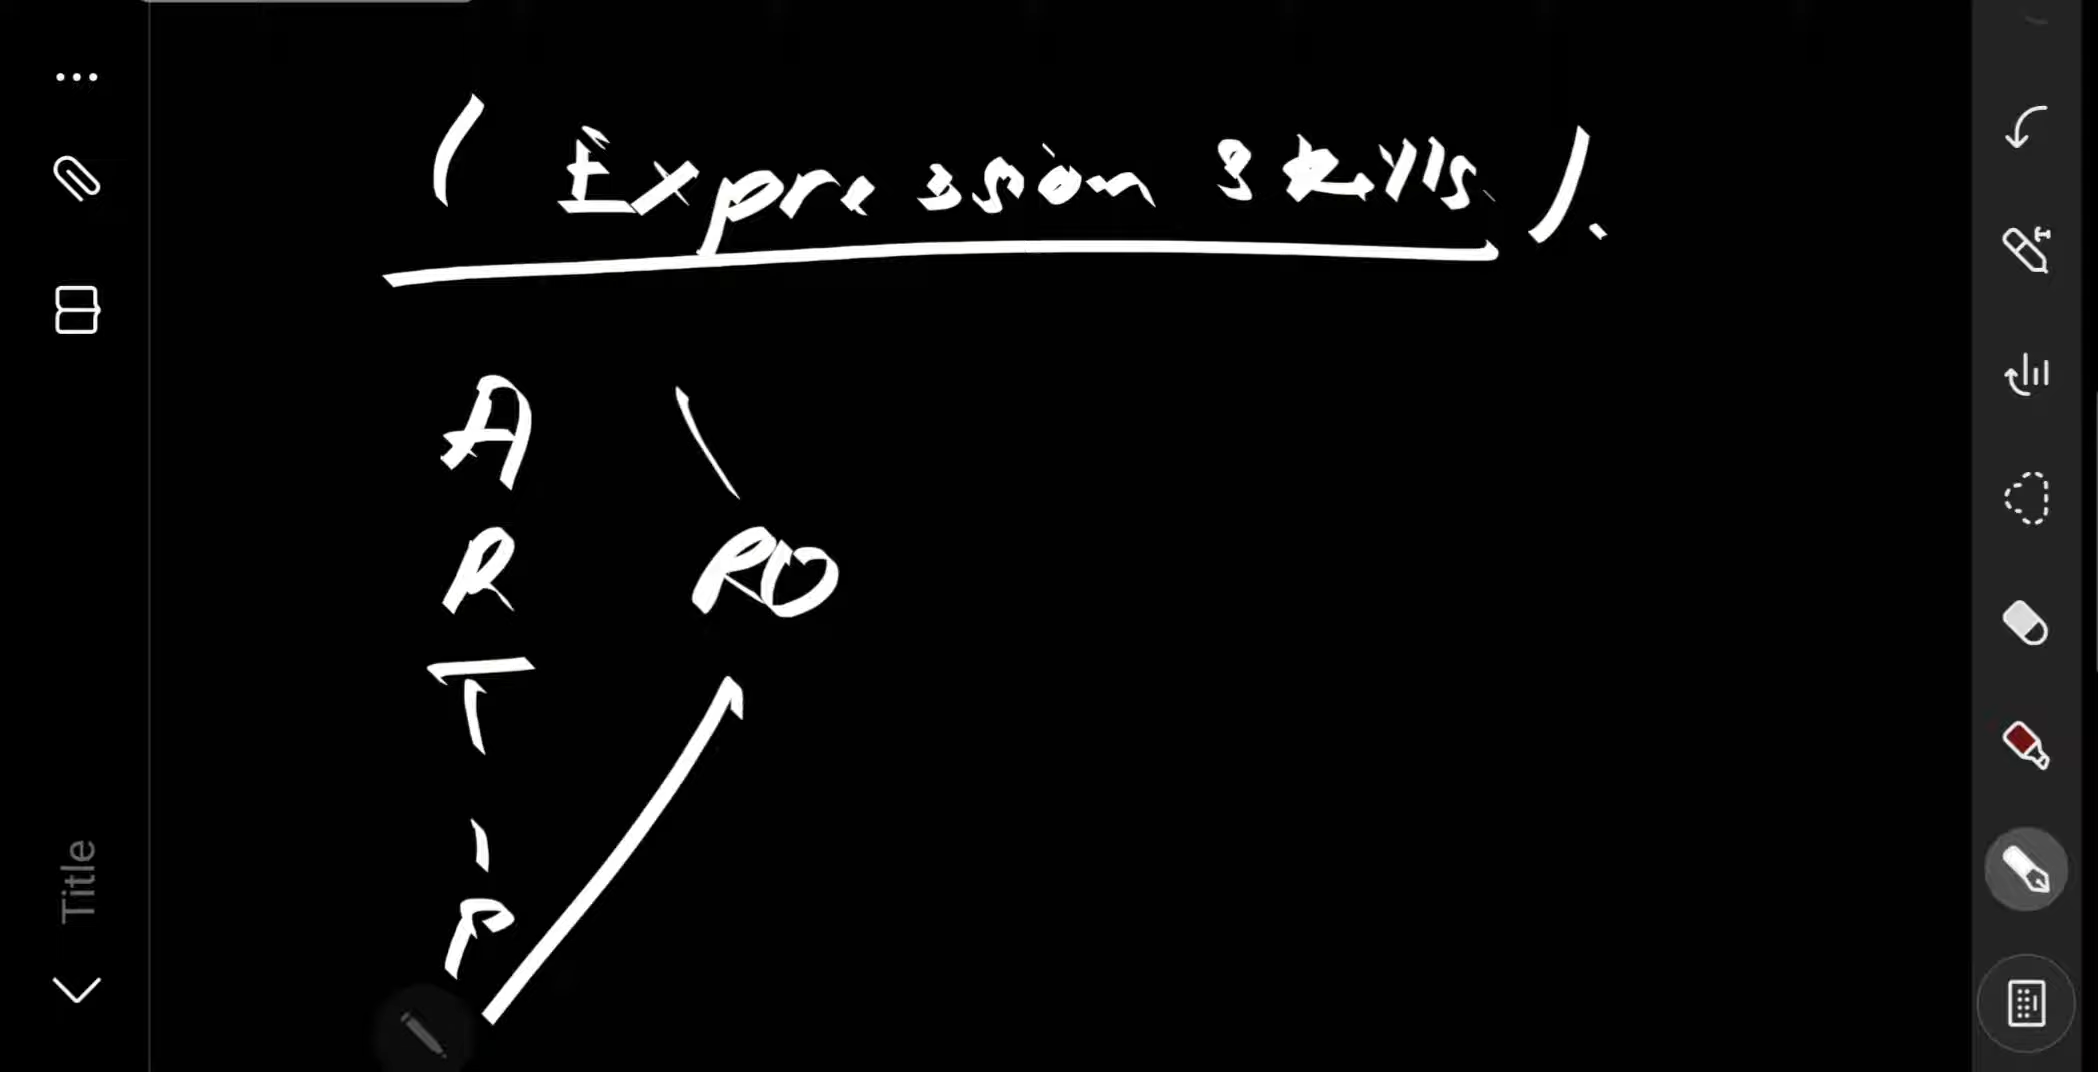 ( Expression skills. ).
A
R RO
T
I
P
Title